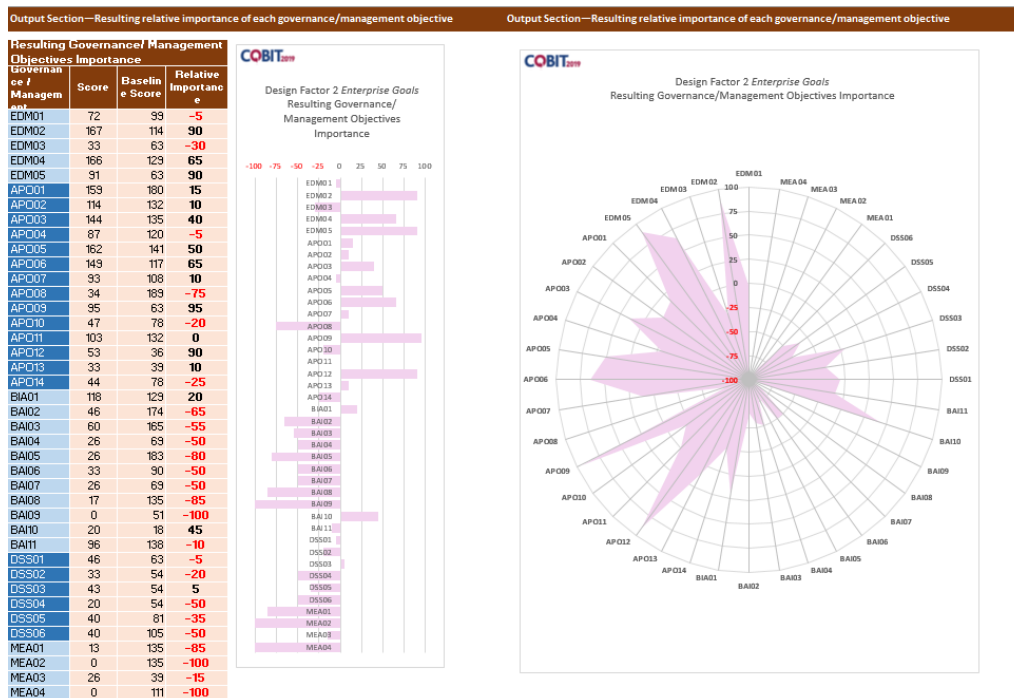 Output Section—Resulting relative importance of each governance/management objective
Output Section—Resulting relative importance of each governance/management objective
Resulting Governance/ Management
Objectives Importance
Governan
ce /
Managem
ent
Score
Baselin
e Score
Relative
Importanc
e
EDM01 72 99 -5
EDM02 167 114 90
EDM03 33 63 -30
EDM04 166 129 65
EDM05 91 63 90
APO01 159 180 15
APO02 114 132 10
APO03 144 135 40
APO04 87 120 -5
APO05 162 141 50
APO06 149 117 65
APO07 93 108 10
APO08 34 189 -75
APO09 95 63 95
APO10 47 78 -20
APO11 103 132 0
APO12 53 36 90
APO13 33 39 10
APO14 44 78 -25
BIA01 118 129 20
BAI02 46 174 -65
BAI03 60 165 -55
BAI04 26 69 -50
BAI05 26 183 -80
BAI06 33 90 -50
BAI07 26 69 -50
BAI08 17 135 -85
BAI09 0 51 -100
BAI10 20 18 45
BAI11 96 138 -10
DSS01 46 63 -5
DSS02 33 54 -20
DSS03 43 54 5
DSS04 20 54 -50
DSS05 40 81 -35
DSS06 40 105 -50
MEA01 13 135 -85
MEA02 0 135 -100
MEA03 26 39 -15
MEA04 0 111 -100
COBIT2019
Design Factor 2 Enterprise Goals
Resulting Governance/
Management Objectives
Importance
-100 -75 -50 -25 0 25 50 75 100
EDM01
EDM02
EDM03
EDM04
EDM05
APO01
APO02
APO03
APO04
APO05
APO06
APO07
APO08
APO09
APO10
APO11
APO12
APO13
APO14
BIA01
BAI02
BAI03
BAI04
BAI05
BAI06
BAI07
BAI08
BAI09
BAI10
BAI11
DSS01
DSS02
DSS03
DSS04
DSS05
DSS06
MEA01
MEA02
MEA03
MEA04
COBIT2019
Design Factor 2 Enterprise Goals
Resulting Governance/Management Objectives Importance
EDM01
MEA04
MEA03
MEA02
MEA01
DSS06
DSS05
DSS04
DSS03
DSS02
DSS01
BAI11
BAI10
BAI09
BAI08
BAI07
BAI06
BAI05
BAI04
BAI03
BAI02
BIA01
APO14
APO13
APO12
APO11
APO10
APO09
APO08
APO07
APO06
APO05
APO04
APO03
APO02
APO01
EDM05
EDM04
EDM03
EDM02
100
75
50
25
0
-25
-50
-75
-100